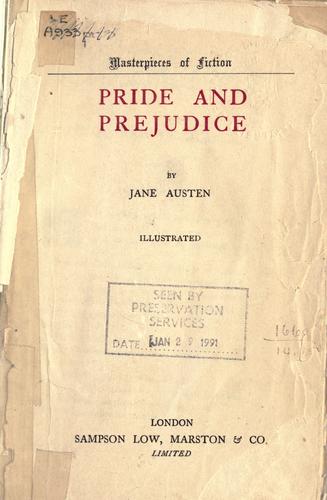 LE
Masterpieces of Fiction
PRIDE AND
PREJUDICE
BY
JANE AUSTEN
ILLUSTRATED
SEEN BY
PRESERVATION
SERVICES
DATE JAN 29 1991
LONDON
SAMPSON LOW, MARSTON & CO.
LIMITED